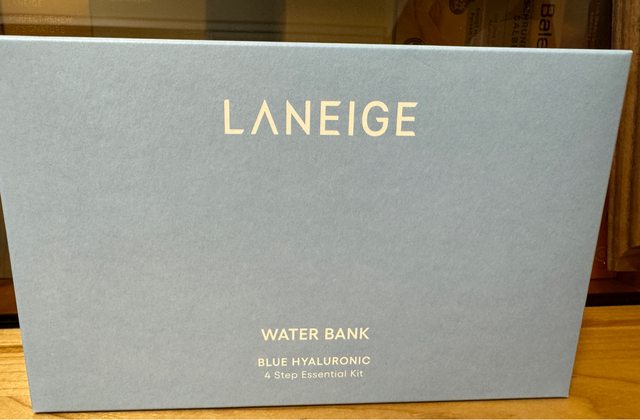 LANEIGE
WATER BANK
BLUE HYALURONIC
4 Step Essential Kit